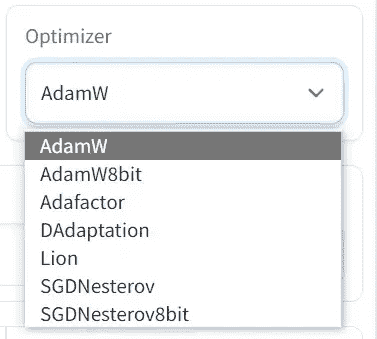 Optimizer
AdamW
AdamW
AdamW8bit
Adafactor
DAdaptation
Lion
SGDNesterov
SGDNesterov8bit